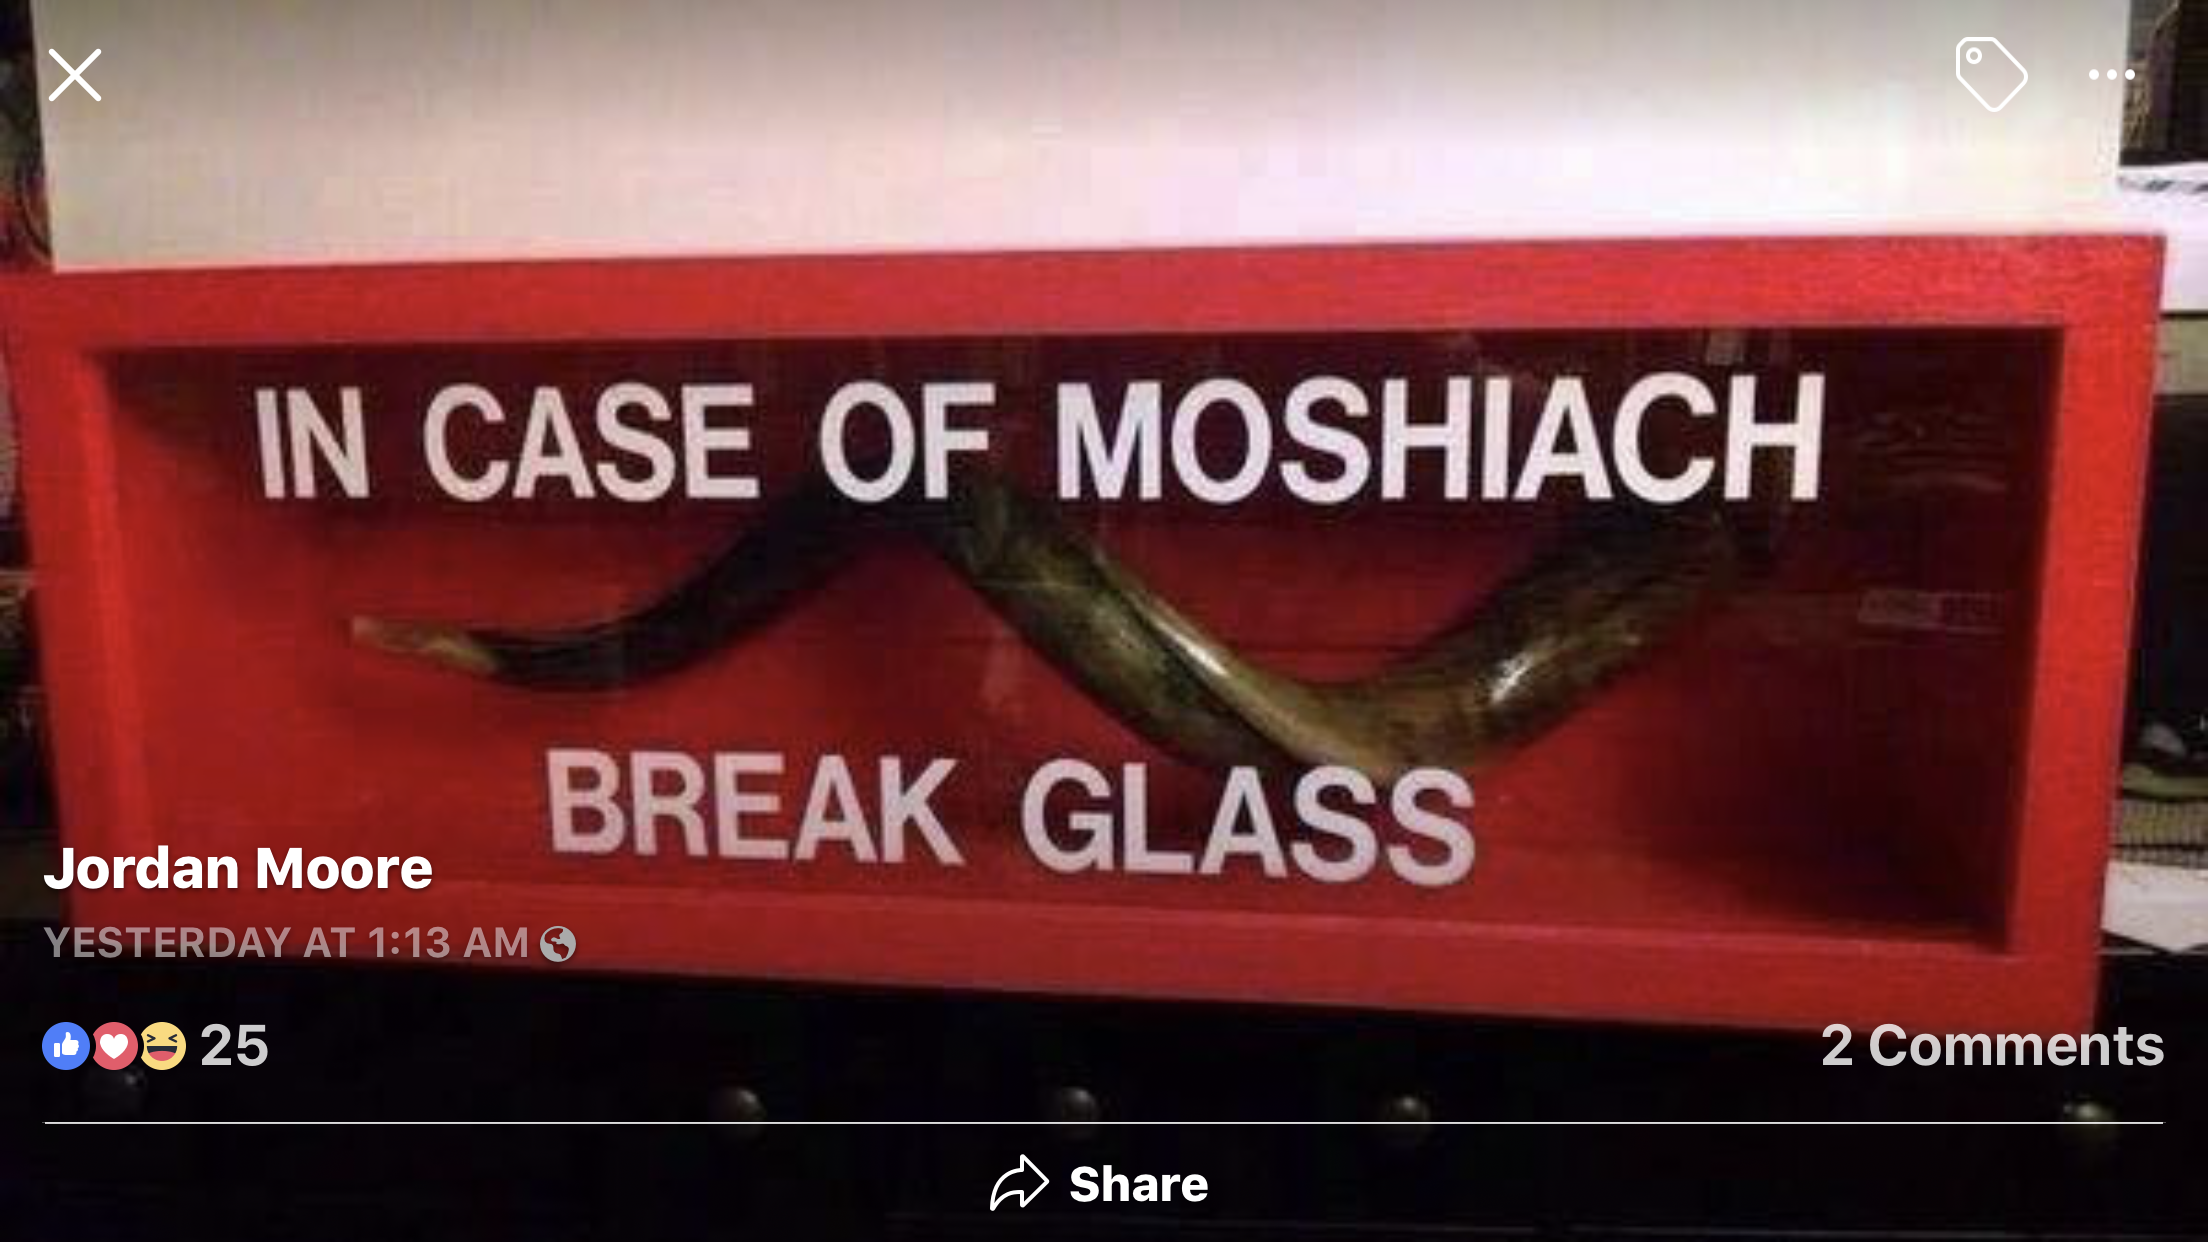 IN CASE OF MOSHIACH
BREAK GLASS
Jordan Moore
YESTERDAY AT 1:13 AM
25
2 Comments
Share